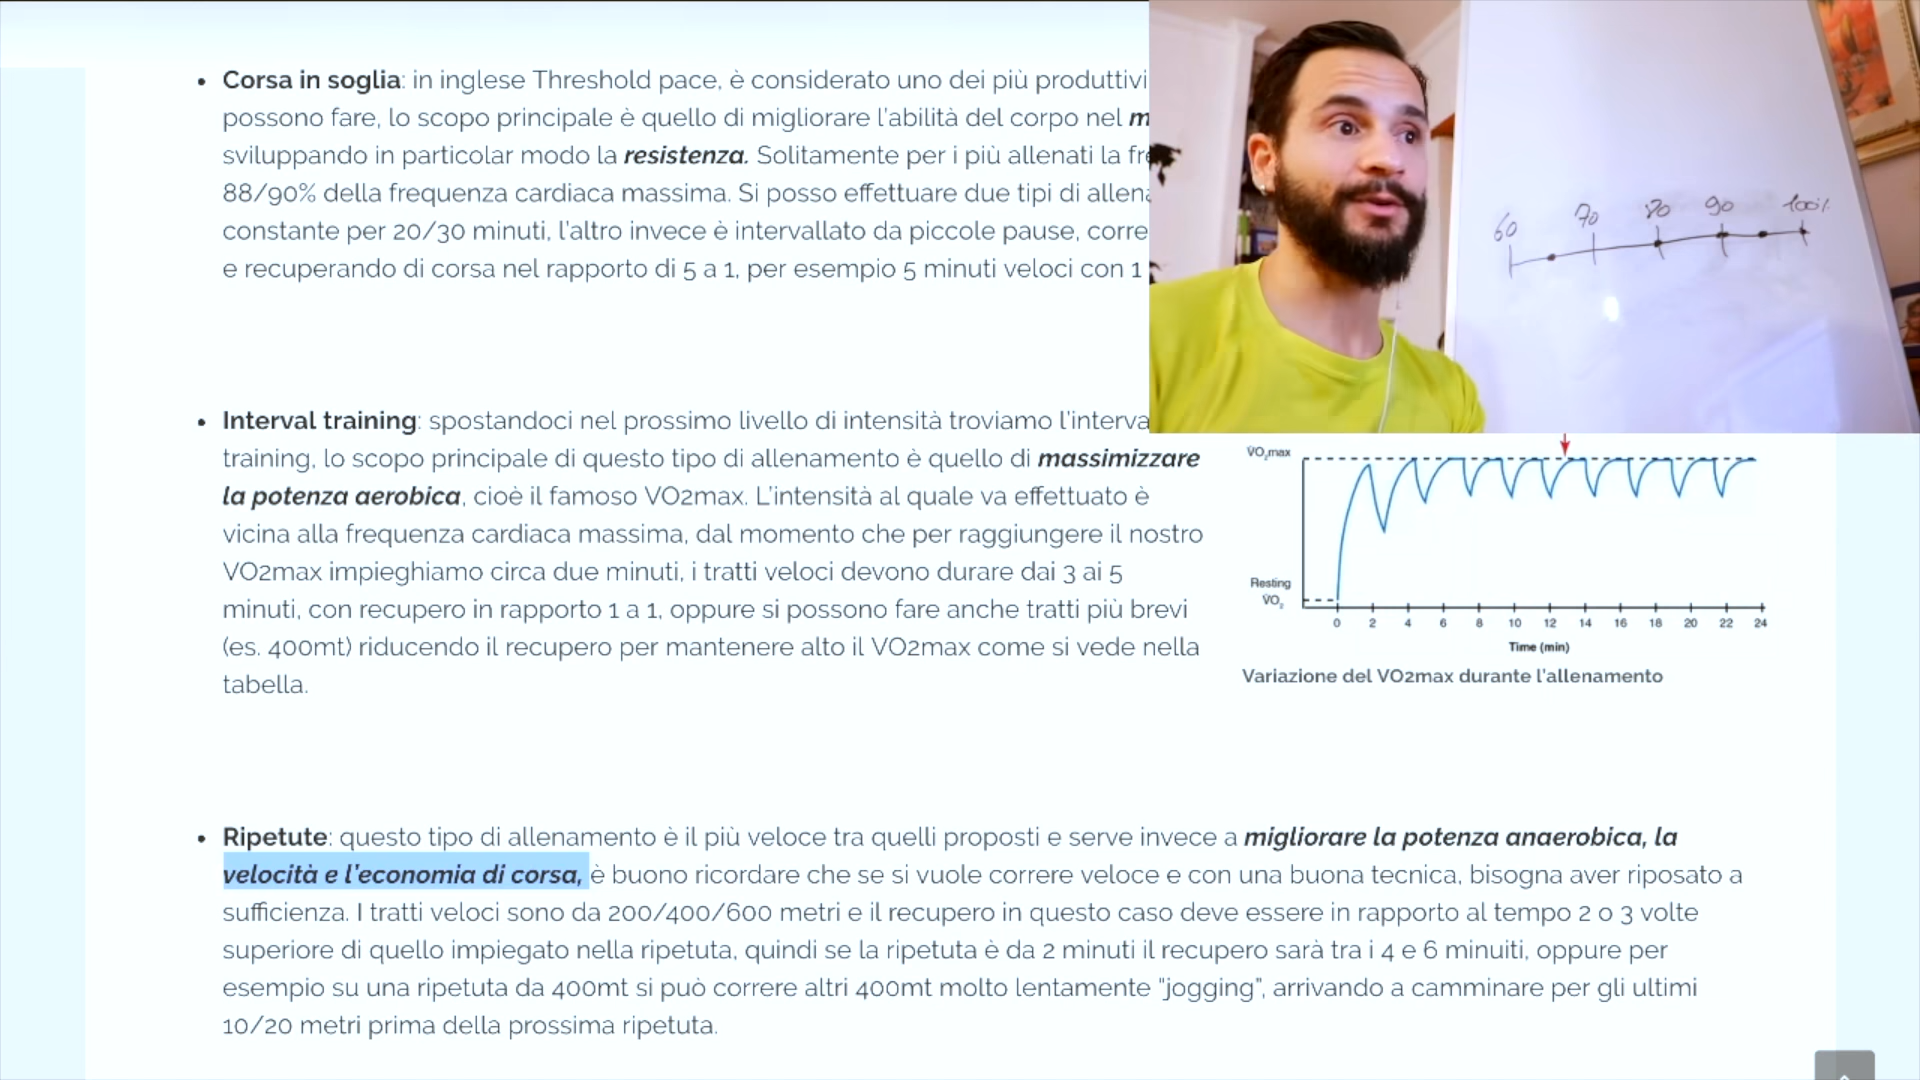 Corsa in soglia: in inglese Threshold pace, è considerato uno dei più produttivi
possono fare, lo scopo principale è quello di migliorare l'abilità del corpo nel m
sviluppando in particolar modo la resistenza. Solitamente per i più allenati la fre
88/90% della frequenza cardiaca massima. Si posso effettuare due tipi di allena
constante per 20/30 minuti, l'altro invece è intervallato da piccole pause, corre
e recuperando di corsa nel rapporto di 5 a 1, per esempio 5 minuti veloci con 1
60 70 80 90 100%
Interval training: spostandoci nel prossimo livello di intensità troviamo l'interva
training, lo scopo principale di questo tipo di allenamento è quello di massimizzare
la potenza aerobica, cioè il famoso VO2max. L'intensità al quale va effettuato è
vicina alla frequenza cardiaca massima, dal momento che per raggiungere il nostro
VO2max impieghiamo circa due minuti, i tratti veloci devono durare dai 3 ai 5
minuti, con recupero in rapporto 1 a 1, oppure si possono fare anche tratti più brevi
(es. 400mt) riducendo il recupero per mantenere alto il VO2max come si vede nella
tabella.
V̇O₂max
Resting
V̇O₂
0 2 4 6 8 10 12 14 16 18 20 22 24
Time (min)
Variazione del VO2max durante l'allenamento
Ripetute: questo tipo di allenamento è il più veloce tra quelli proposti e serve invece a migliorare la potenza anaerobica, la
velocità e l'economia di corsa, è buono ricordare che se si vuole correre veloce e con una buona tecnica, bisogna aver riposato a
sufficienza. I tratti veloci sono da 200/400/600 metri e il recupero in questo caso deve essere in rapporto al tempo 2 o 3 volte
superiore di quello impiegato nella ripetuta, quindi se la ripetuta è da 2 minuti il recupero sarà tra i 4 e 6 minuiti, oppure per
esempio su una ripetuta da 400mt si può correre altri 400mt molto lentamente "jogging", arrivando a camminare per gli ultimi
10/20 metri prima della prossima ripetuta.